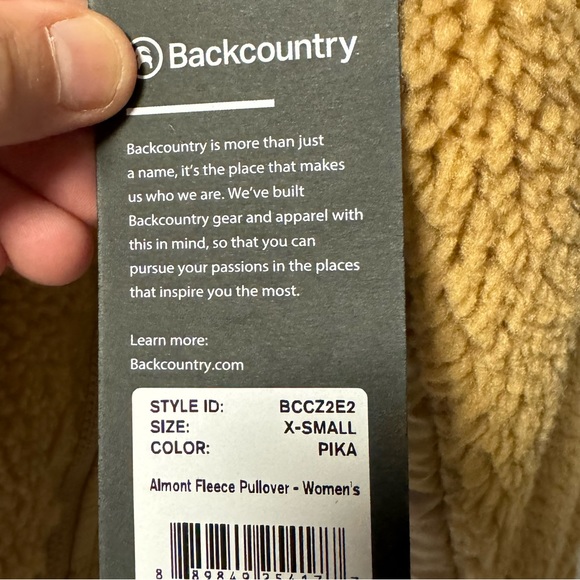 Backcountry
Backcountry is more than just
a name, it's the place that makes
us who we are. We've built
Backcountry gear and apparel with
this in mind, so that you can
pursue your passions in the places
that inspire you the most.
Learn more:
Backcountry.com
STYLE ID: BCCZ2E2
SIZE: X-SMALL
COLOR: PIKA
Almont Fleece Pullover - Women's